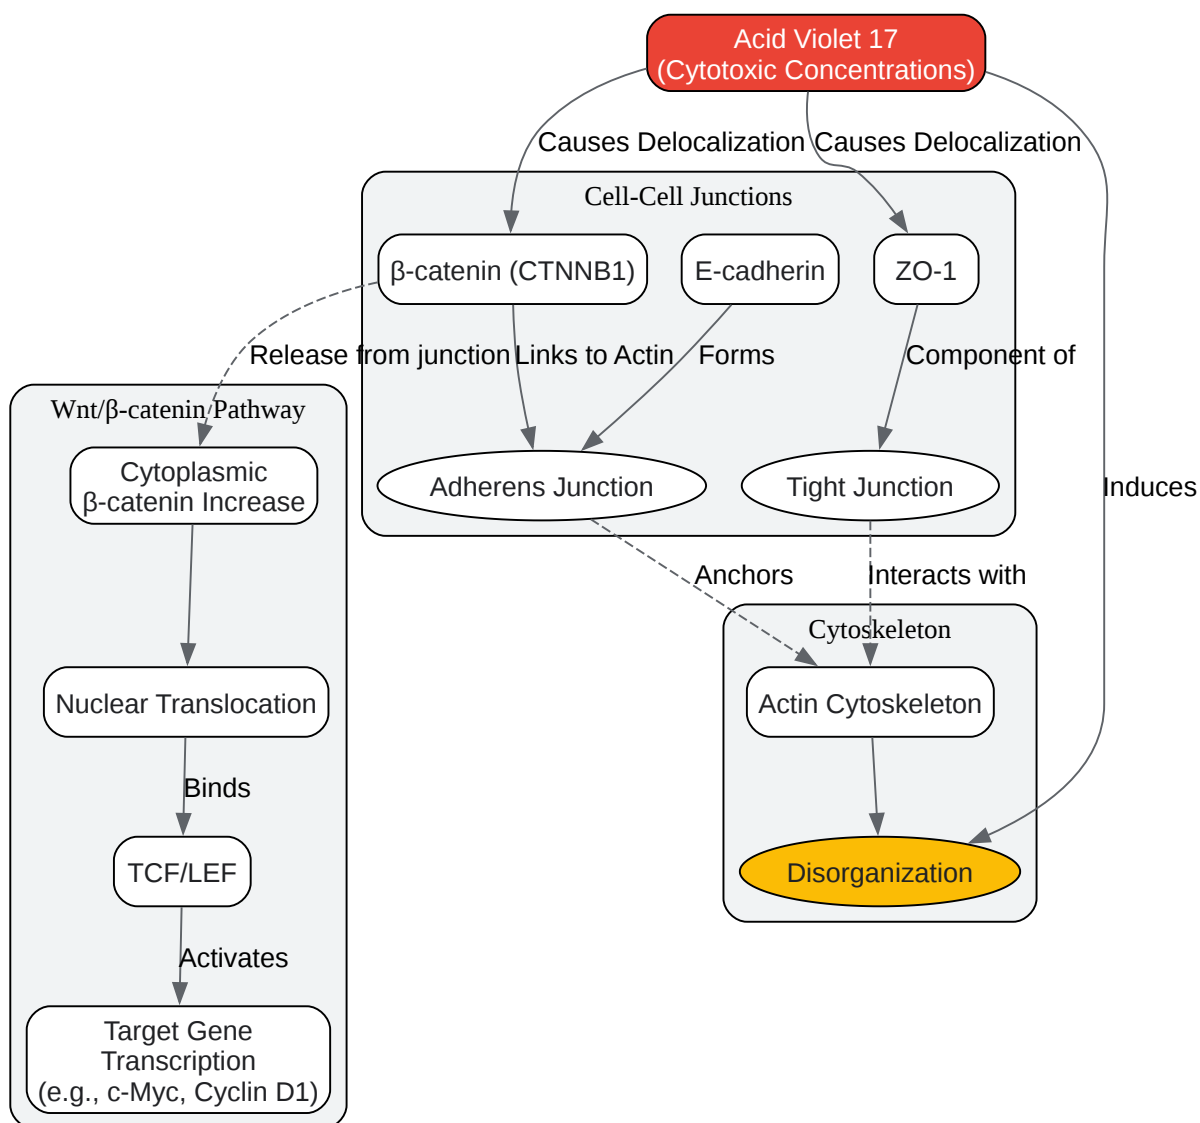 Acid Violet 17
(Cytotoxic Concentrations)
Causes Delocalization
Causes Delocalization
Cell-Cell Junctions
β-catenin (CTNNB1)
E-cadherin
ZO-1
Release from junction
Links to Actin
Forms
Component of
Wnt/β-catenin Pathway
Cytoplasmic
β-catenin Increase
Adherens Junction
Tight Junction
Induces
Anchors
Interacts with
Cytoskeleton
Nuclear Translocation
Actin Cytoskeleton
Binds
TCF/LEF
Disorganization
Activates
Target Gene
Transcription
(e.g., c-Myc, Cyclin D1)